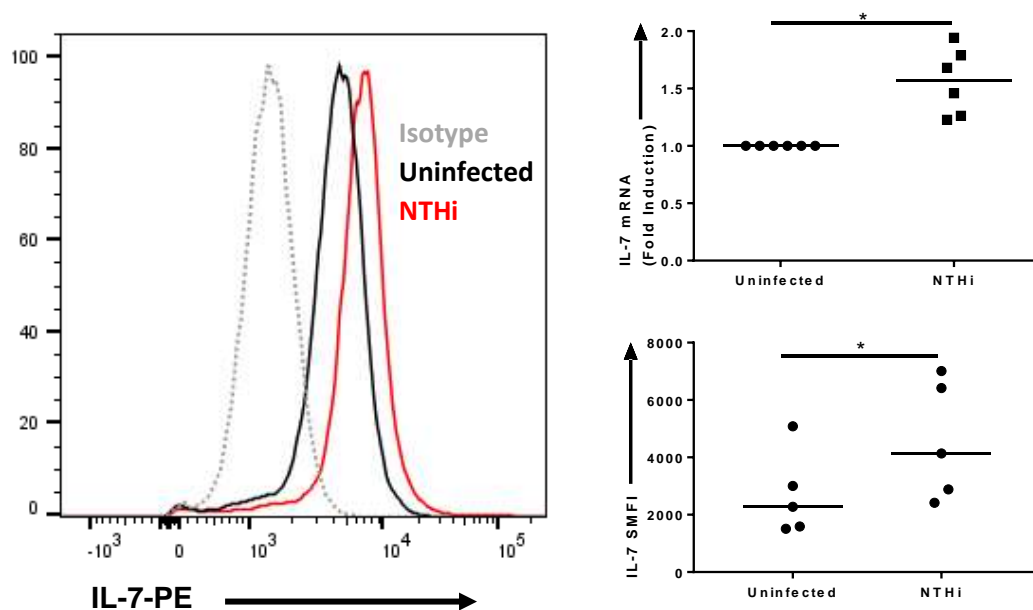 100
80
60
40
20
0
-10³ 0 10³ 10⁴ 10⁵
IL-7-PE
Isotype
Uninfected
NTHi
*
IL-7 mRNA
(Fold Induction)
2.0
1.5
1.0
0.5
0.0
Uninfected NTHi
*
IL-7 SMFI
8000
6000
4000
2000
0
Uninfected NTHi